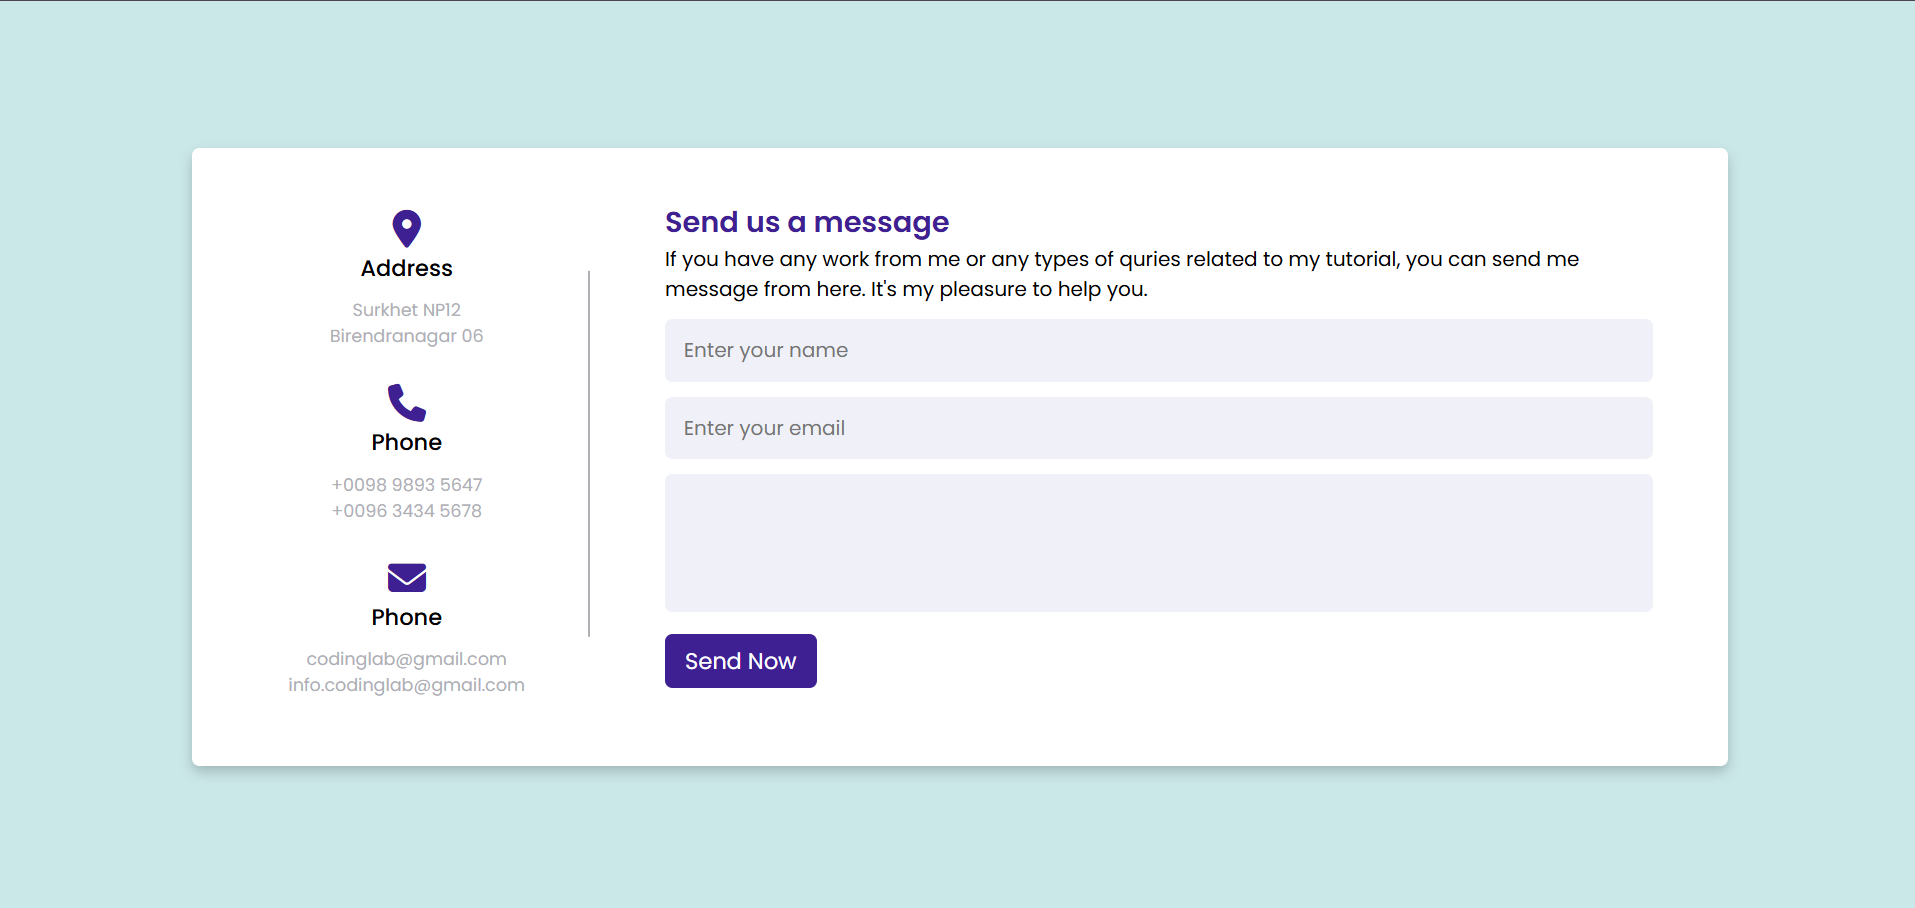 Address
Surkhet NP12
Birendranagar 06
Phone
+0098 9893 5647
+0096 3434 5678
Phone
codinglab@gmail.com
info.codinglab@gmail.com
Send us a message
If you have any work from me or any types of quries related to my tutorial, you can send me
message from here. It's my pleasure to help you.
Enter your name
Enter your email
Send Now